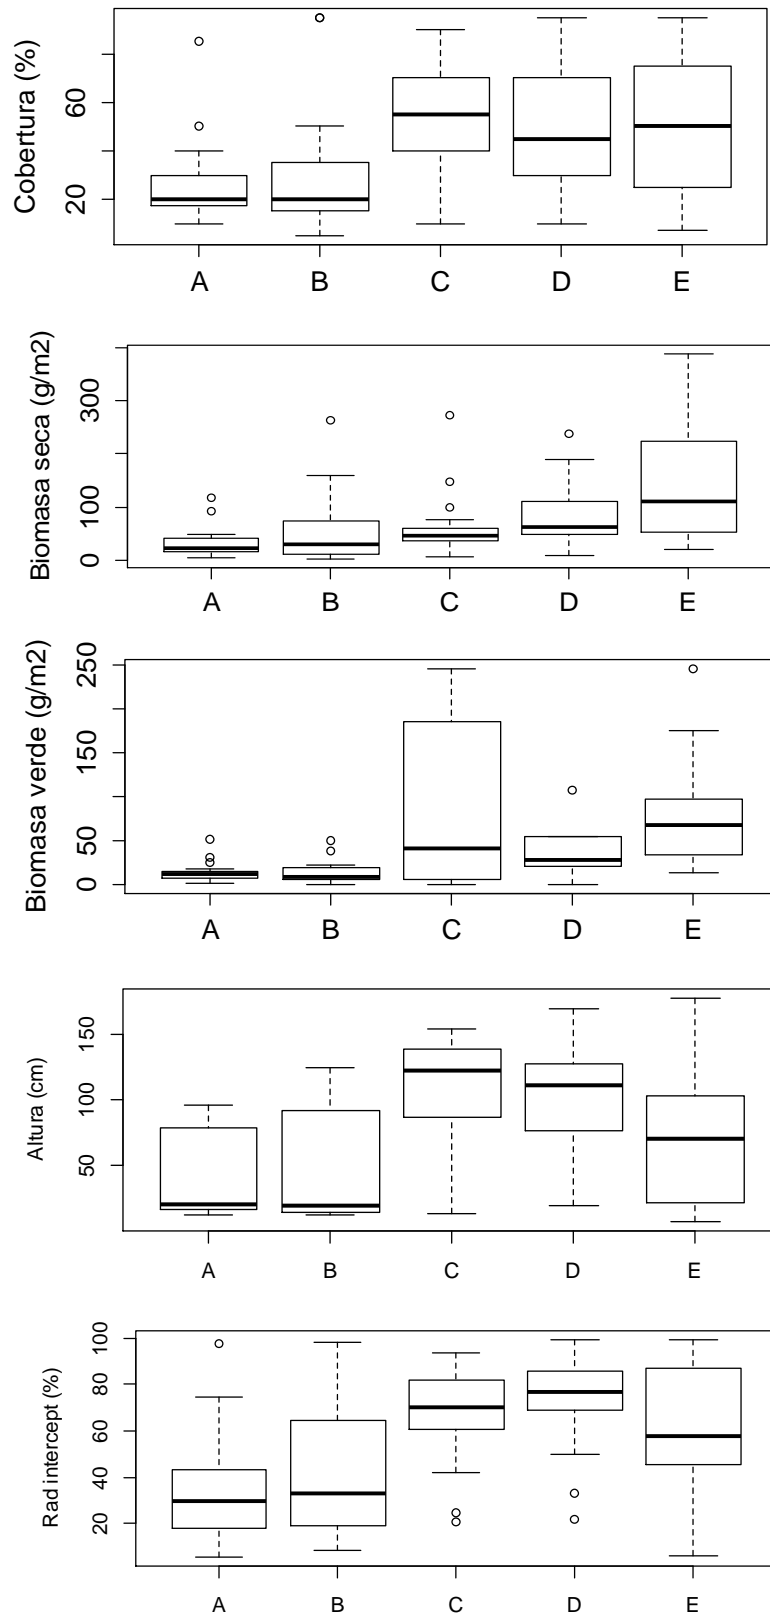 Cobertura (%)
60
20
A B C D E
Biomasa seca (g/m2)
300
100
0
A B C D E
Biomasa verde (g/m2)
250
150
50
0
A B C D E
Altura (cm)
150
100
50
A B C D E
Rad intercept (%)
100
80
60
40
20
A B C D E